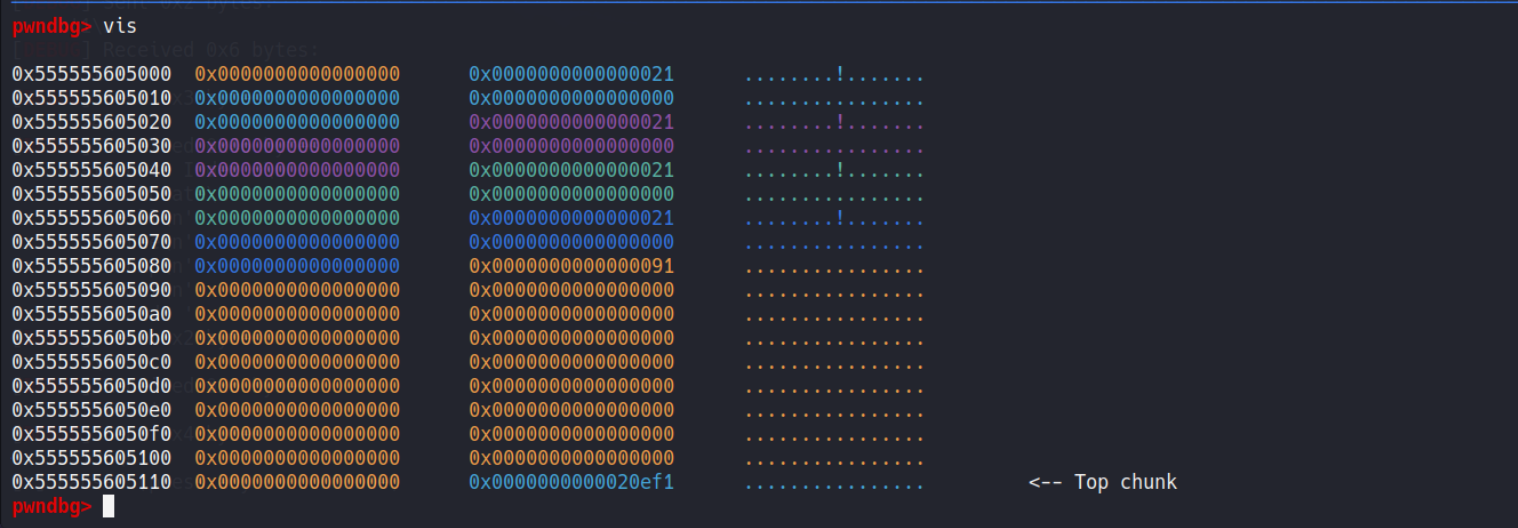 ] Sent 0x2 bytes:
pwndbg> vis
] Received 0x6 bytes:
0x555555605000 0x0000000000000000 0x0000000000000021 ........!.......
0x555555605010 0x0000000000000000 0x0000000000000000 ................
0x555555605020 0x0000000000000000 0x0000000000000021 ........!.......
0x555555605030 0x0000000000000000 0x0000000000000000 ................
0x555555605040 0x0000000000000000 0x0000000000000021 ........!.......
0x555555605050 0x0000000000000000 0x0000000000000000 ................
0x555555605060 0x0000000000000000 0x0000000000000021 ........!.......
0x555555605070 0x0000000000000000 0x0000000000000000 ................
0x555555605080 0x0000000000000000 0x0000000000000091 ................
0x555555605090 0x0000000000000000 0x0000000000000000 ................
0x5555556050a0 0x0000000000000000 0x0000000000000000 ................
0x5555556050b0 0x0000000000000000 0x0000000000000000 ................
0x5555556050c0 0x0000000000000000 0x0000000000000000 ................
0x5555556050d0 0x0000000000000000 0x0000000000000000 ................
0x5555556050e0 0x0000000000000000 0x0000000000000000 ................
0x5555556050f0 0x0000000000000000 0x0000000000000000 ................
0x555555605100 0x0000000000000000 0x0000000000000000 ................
0x555555605110 0x0000000000000000 0x0000000000020ef1 ................ <-- Top chunk
pwndbg>